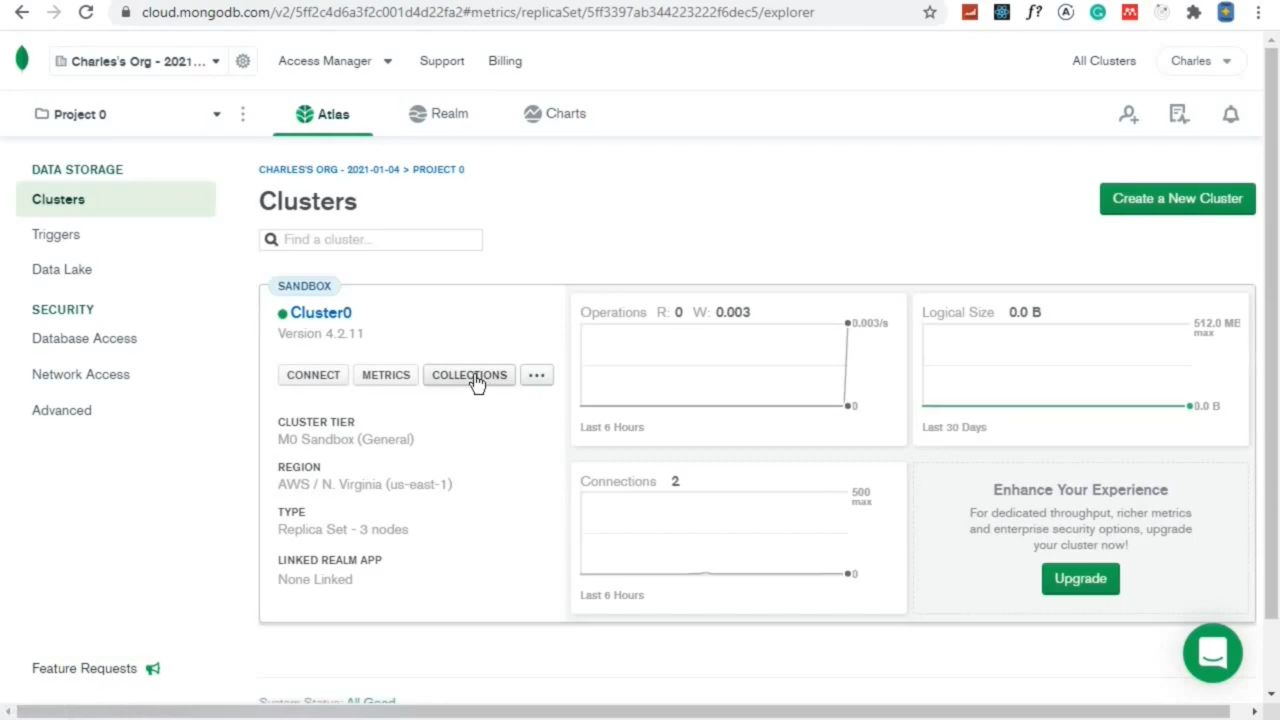 cloud.mongodb.com/v2/5ff2c4d6a3f2c001d4d22fa2#metrics/replicaSet/5ff3397ab344223222f6dec5/explorer
Charles's Org - 2021... Access Manager Support Billing All Clusters Charles
Project 0 Atlas Realm Charts
DATA STORAGE
Clusters
Triggers
Data Lake
SECURITY
Database Access
Network Access
Advanced
Feature Requests
CHARLES'S ORG - 2021-01-04 > PROJECT 0
Clusters
Create a New Cluster
Find a cluster...
SANDBOX
Cluster0
Version 4.2.11
CONNECT METRICS COLLECTIONS ...
CLUSTER TIER
M0 Sandbox (General)
REGION
AWS / N. Virginia (us-east-1)
TYPE
Replica Set - 3 nodes
LINKED REALM APP
None Linked
Operations R: 0 W: 0.003
0.003/s
0
Last 6 Hours
Logical Size 0.0 B
512.0 MB
max
0.0 B
Last 30 Days
Connections 2
500
max
0
Last 6 Hours
Enhance Your Experience
For dedicated throughput, richer metrics
and enterprise security options, upgrade
your cluster now!
Upgrade
System Status: All Good